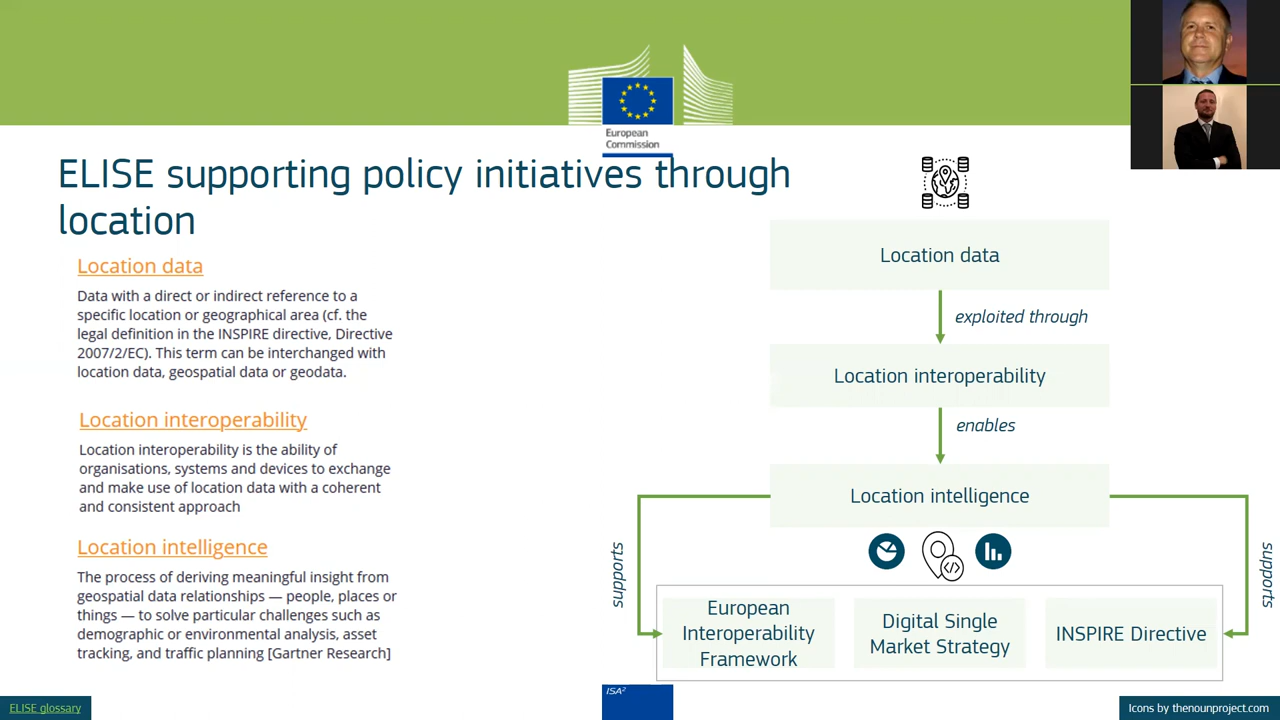 European
Commission
ELISE supporting policy initiatives through
location
Location data
Data with a direct or indirect reference to a
specific location or geographical area (cf. the
legal definition in the INSPIRE directive, Directive
2007/2/EC). This term can be interchanged with
location data, geospatial data or geodata.
Location interoperability
Location interoperability is the ability of
organisations, systems and devices to exchange
and make use of location data with a coherent
and consistent approach
Location intelligence
The process of deriving meaningful insight from
geospatial data relationships — people, places or
things — to solve particular challenges such as
demographic or environmental analysis, asset
tracking, and traffic planning [Gartner Research]
Location data
exploited through
Location interoperability
enables
Location intelligence
</>
supports
supports
European
Interoperability
Framework
Digital Single
Market Strategy
INSPIRE Directive
ELISE glossary
ISA²
Icons by thenounproject.com